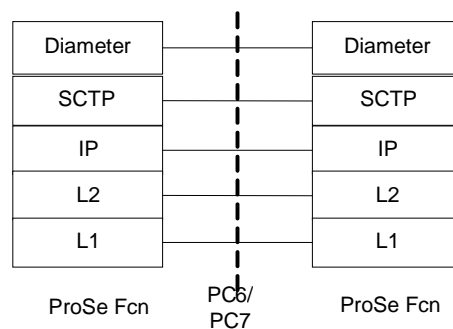 Diameter Diameter
SCTP SCTP
IP IP
L2 L2
L1 L1
ProSe Fcn PC6/ ProSe Fcn
PC7